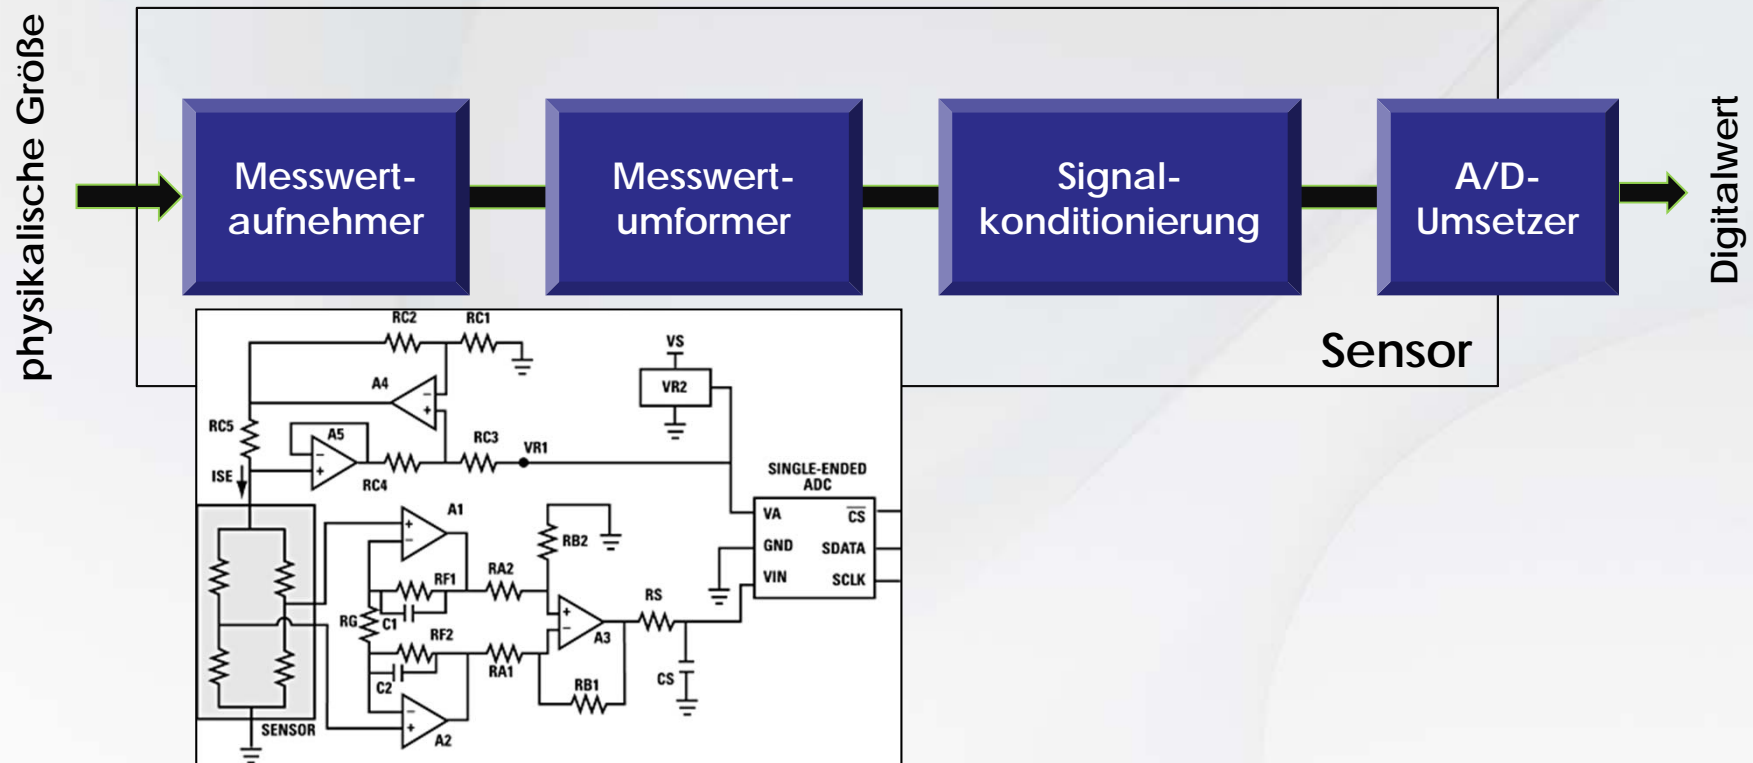 physikalische Größe
Messwert-
aufnehmer
Messwert-
umformer
Signal-
konditionierung
A/D-
Umsetzer
Digitalwert
Sensor
RC2
RC1
VS
VR2
A4
RC5
A5
RC3
VR1
ISE
RC4
SINGLE-ENDED
ADC
A1
VA
CS
RB2
GND
SDATA
VIN
SCLK
RF1
RA2
RS
RG
C1
RF2
A3
RA1
C2
RB1
CS
SENSOR
A2